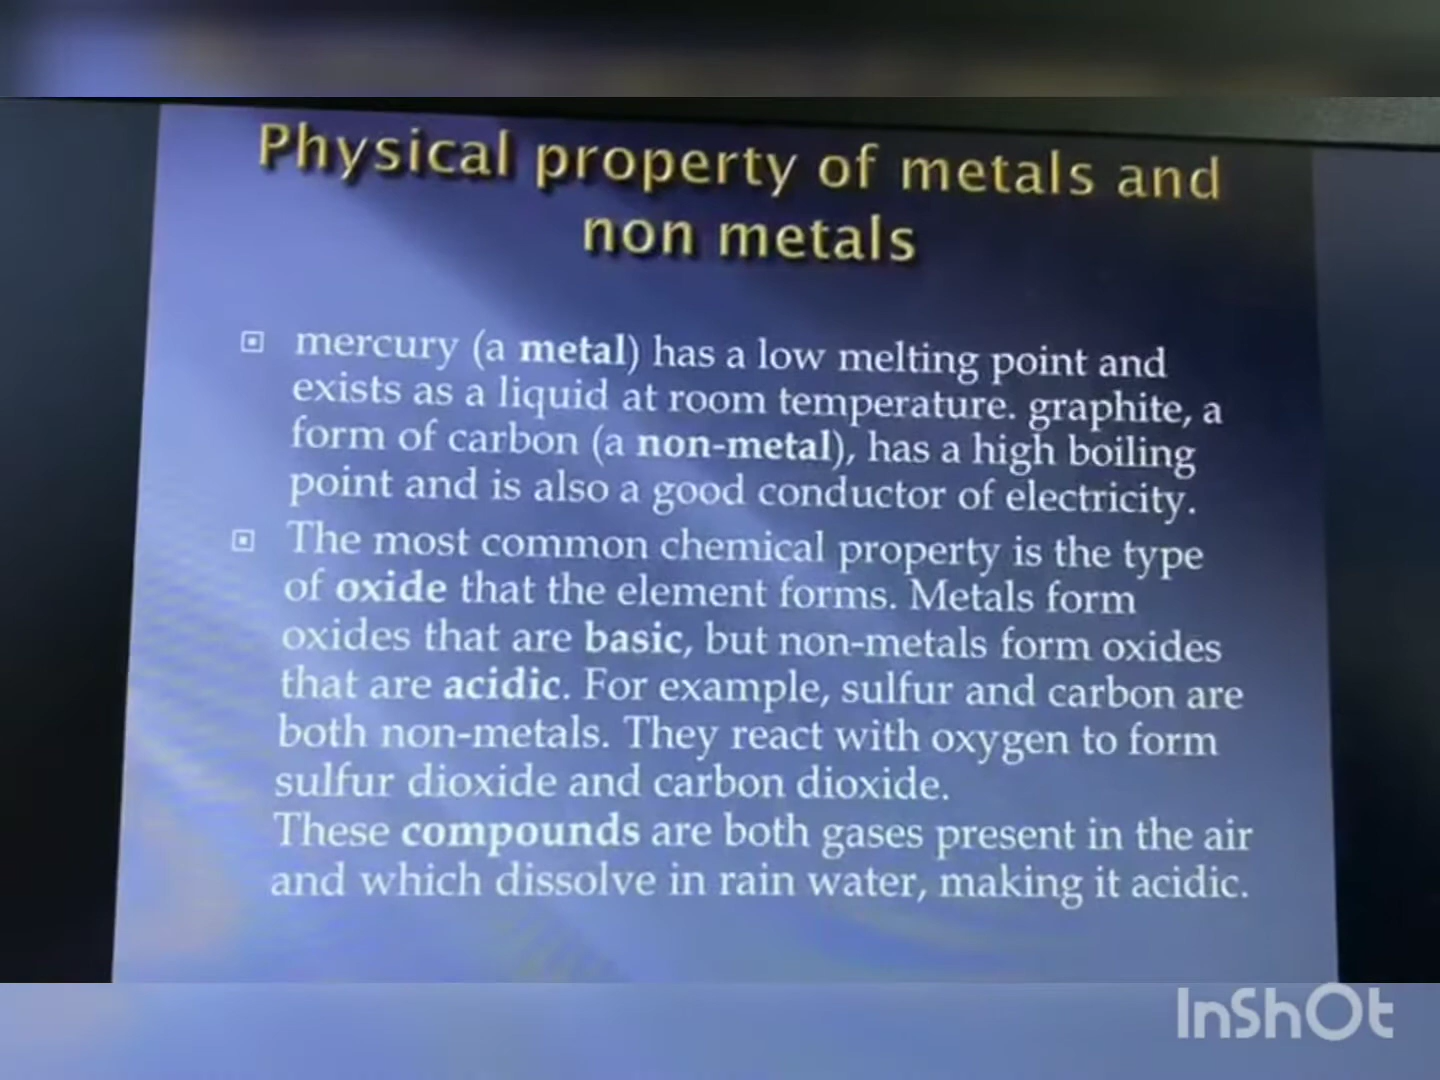 Physical property of metals and
non metals
mercury (a metal) has a low melting point and
exists as a liquid at room temperature. graphite, a
form of carbon (a non-metal), has a high boiling
point and is also a good conductor of electricity.
The most common chemical property is the type
of oxide that the element forms. Metals form
oxides that are basic, but non-metals form oxides
that are acidic. For example, sulfur and carbon are
both non-metals. They react with oxygen to form
sulfur dioxide and carbon dioxide.
These compounds are both gases present in the air
and which dissolve in rain water, making it acidic.
InShOt